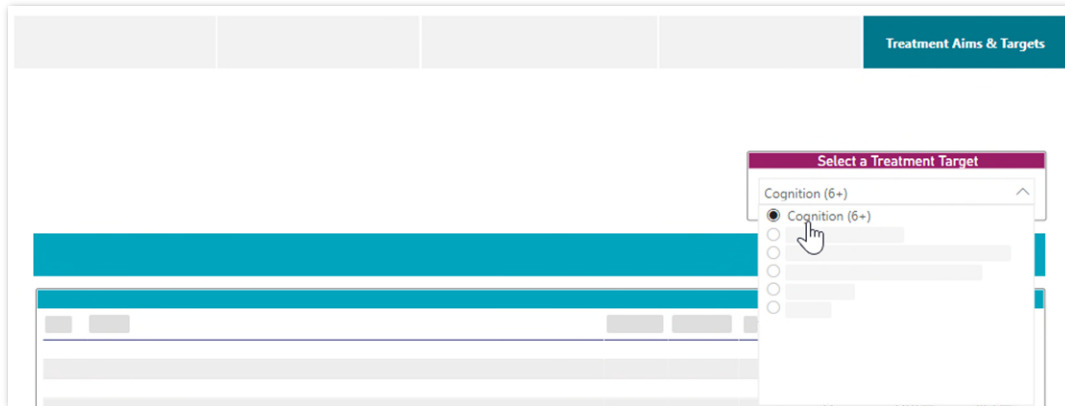 Treatment Aims & Targets
Select a Treatment Target
Cognition (6+)
Cognition (6+)